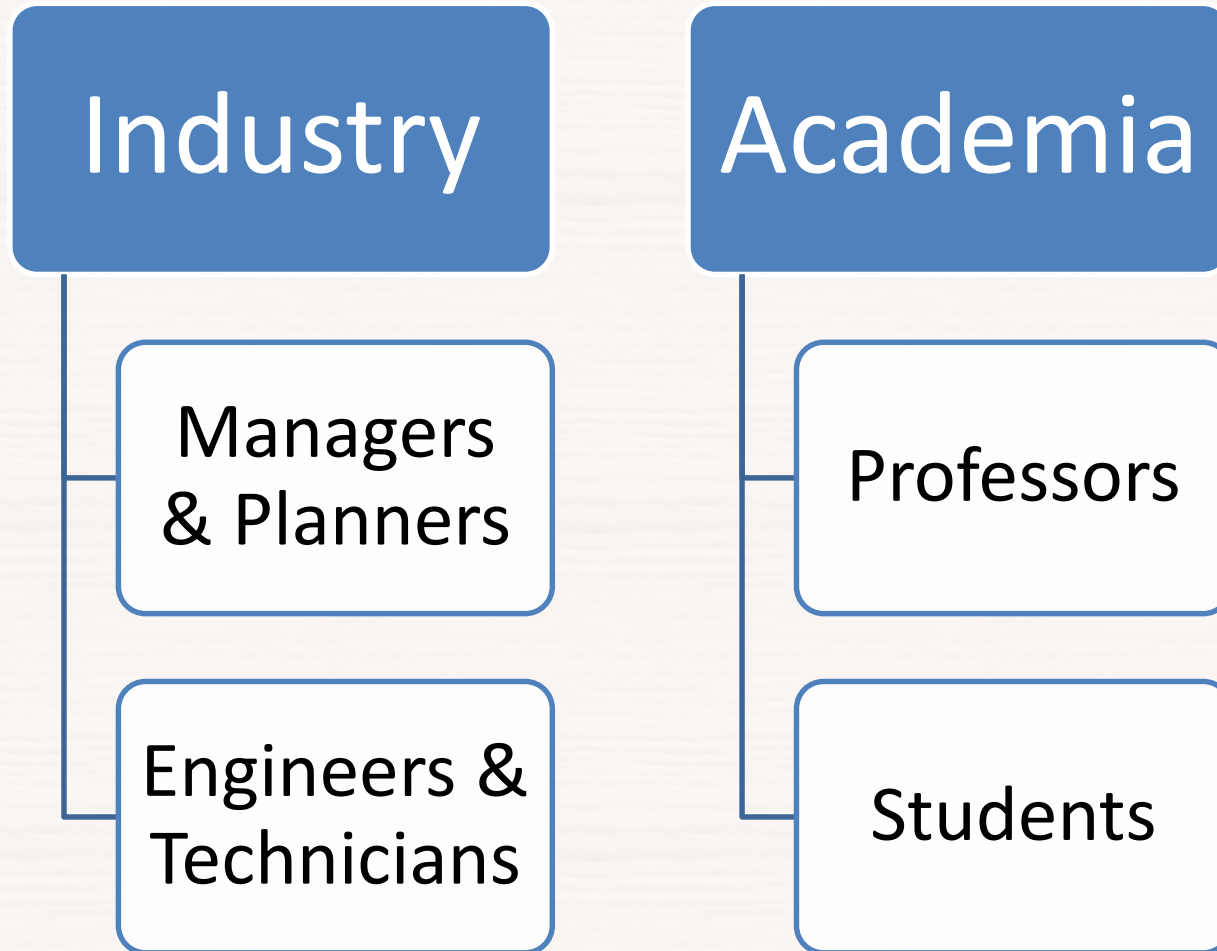 Industry
Managers
& Planners
Engineers &
Technicians
Academia
Professors
Students